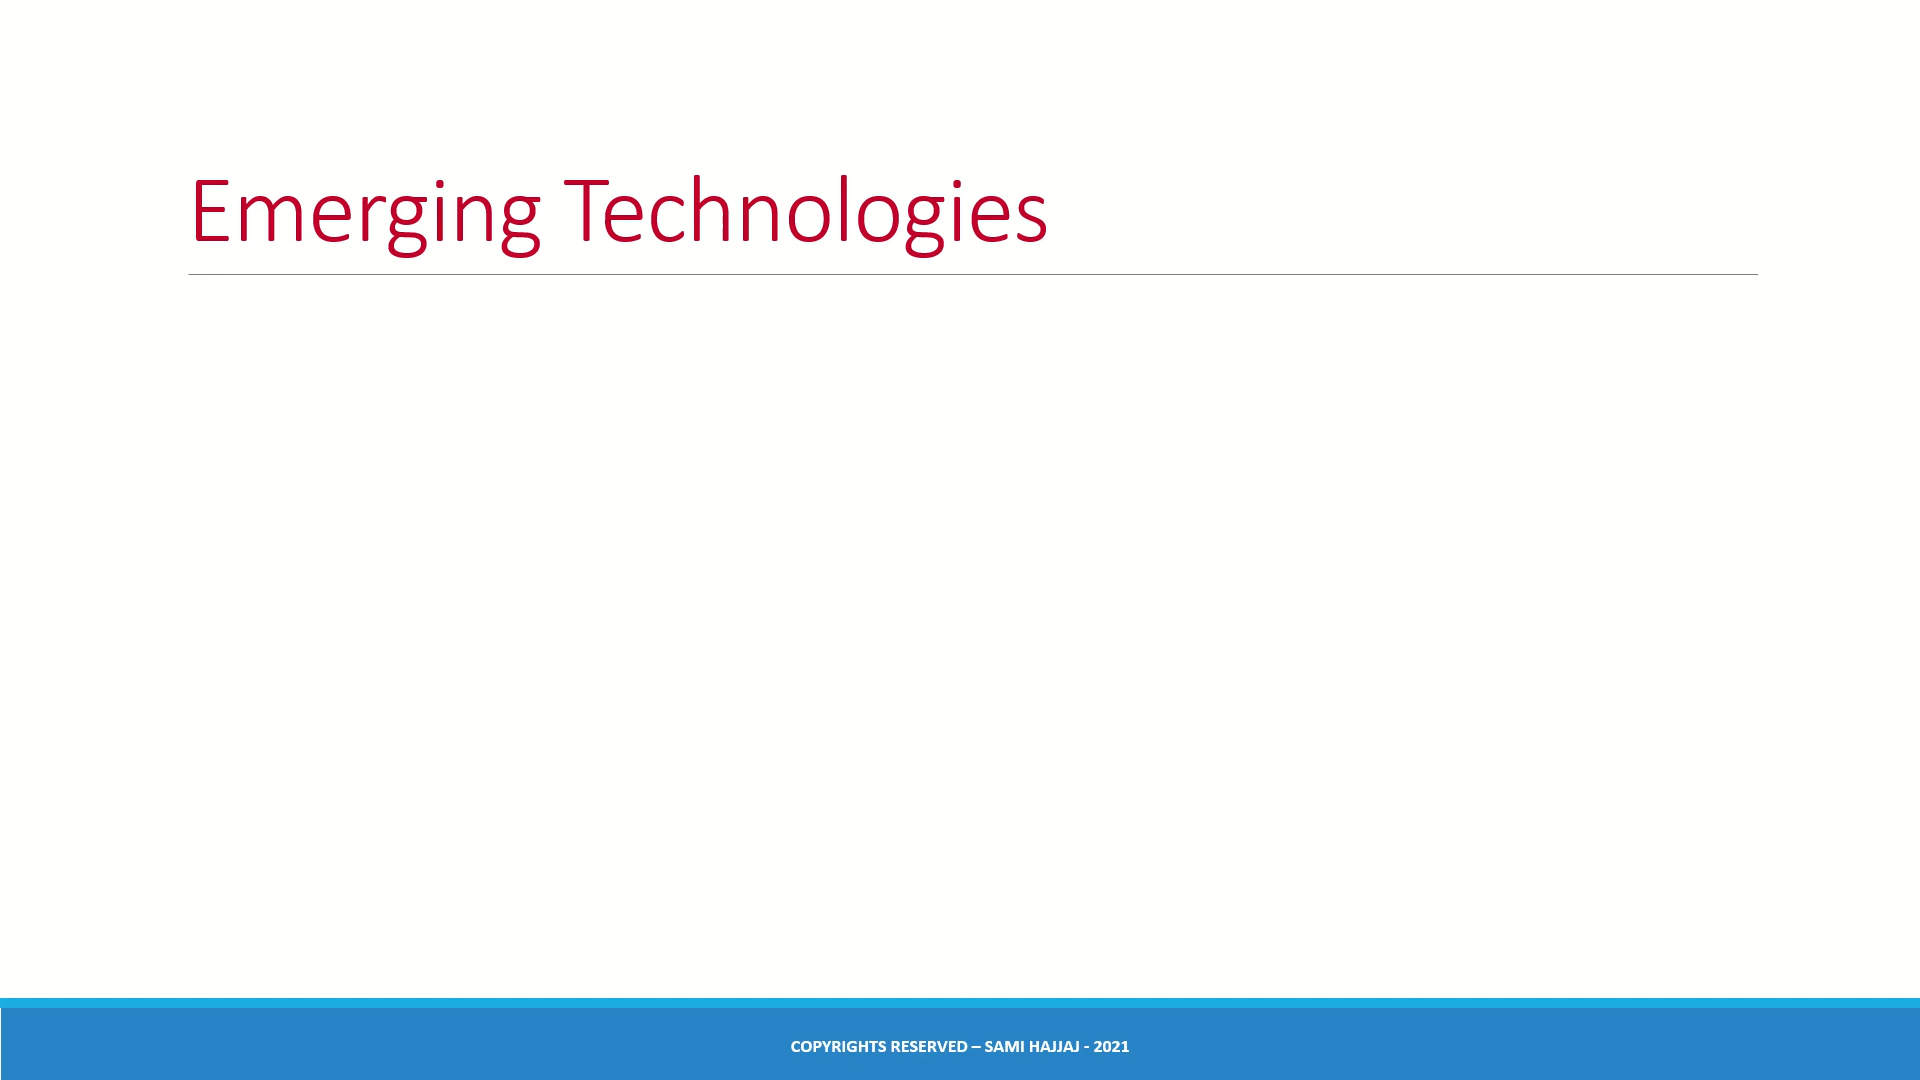 Emerging Technologies
COPYRIGHTS RESERVED – SAMI HAJJAJ - 2021